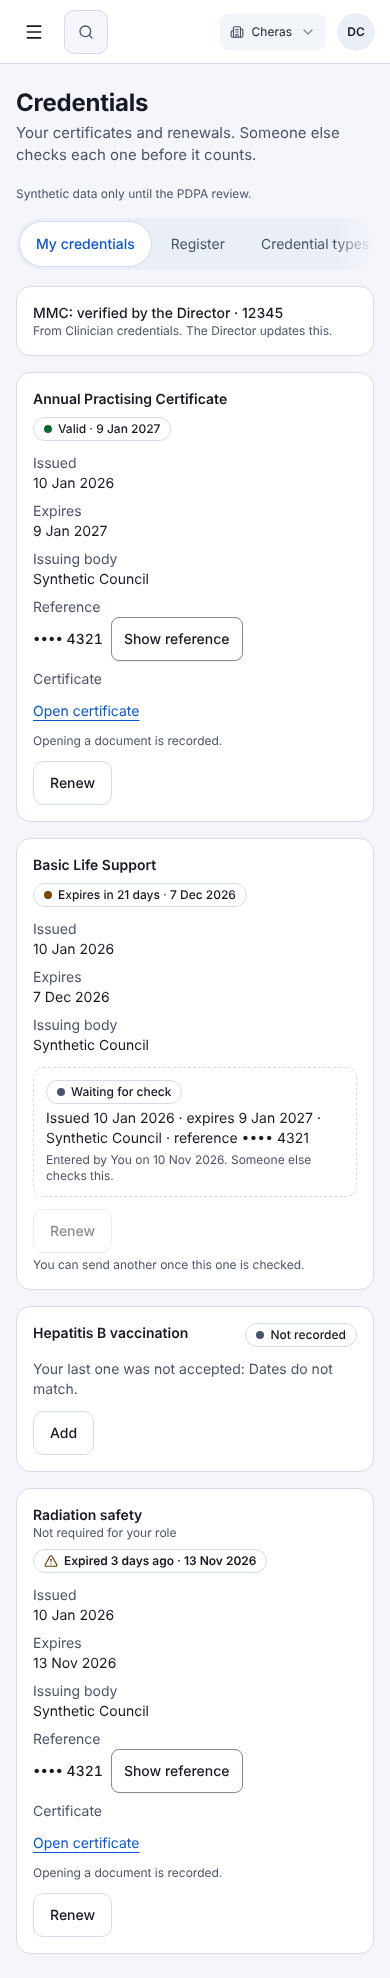 Cheras
DC
Credentials
Your certificates and renewals. Someone else
checks each one before it counts.
Synthetic data only until the PDPA review.
My credentials
Register
Credential types
MMC: verified by the Director · 12345
From Clinician credentials. The Director updates this.
Annual Practising Certificate
Valid · 9 Jan 2027
Issued
10 Jan 2026
Expires
9 Jan 2027
Issuing body
Synthetic Council
Reference
•••• 4321
Show reference
Certificate
Open certificate
Opening a document is recorded.
Renew
Basic Life Support
Expires in 21 days · 7 Dec 2026
Issued
10 Jan 2026
Expires
7 Dec 2026
Issuing body
Synthetic Council
Waiting for check
Issued 10 Jan 2026 · expires 9 Jan 2027 ·
Synthetic Council · reference •••• 4321
Entered by You on 10 Nov 2026. Someone else
checks this.
Renew
You can send another once this one is checked.
Hepatitis B vaccination
Not recorded
Your last one was not accepted: Dates do not
match.
Add
Radiation safety
Not required for your role
Expired 3 days ago · 13 Nov 2026
Issued
10 Jan 2026
Expires
13 Nov 2026
Issuing body
Synthetic Council
Reference
•••• 4321
Show reference
Certificate
Open certificate
Opening a document is recorded.
Renew